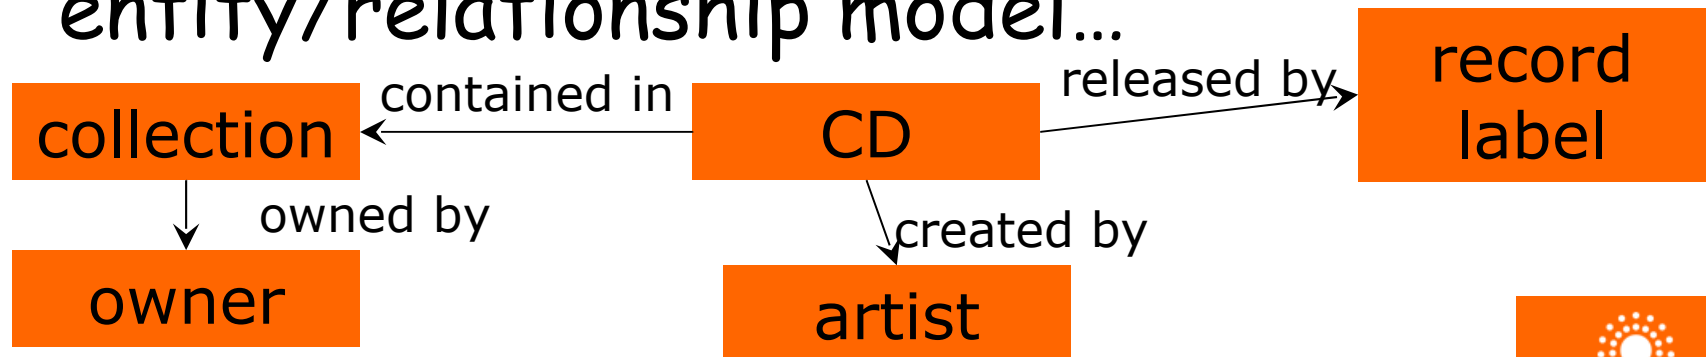 entity/relationship model…
record
label
released by
contained in
collection
CD
owned by
created by
owner
artist